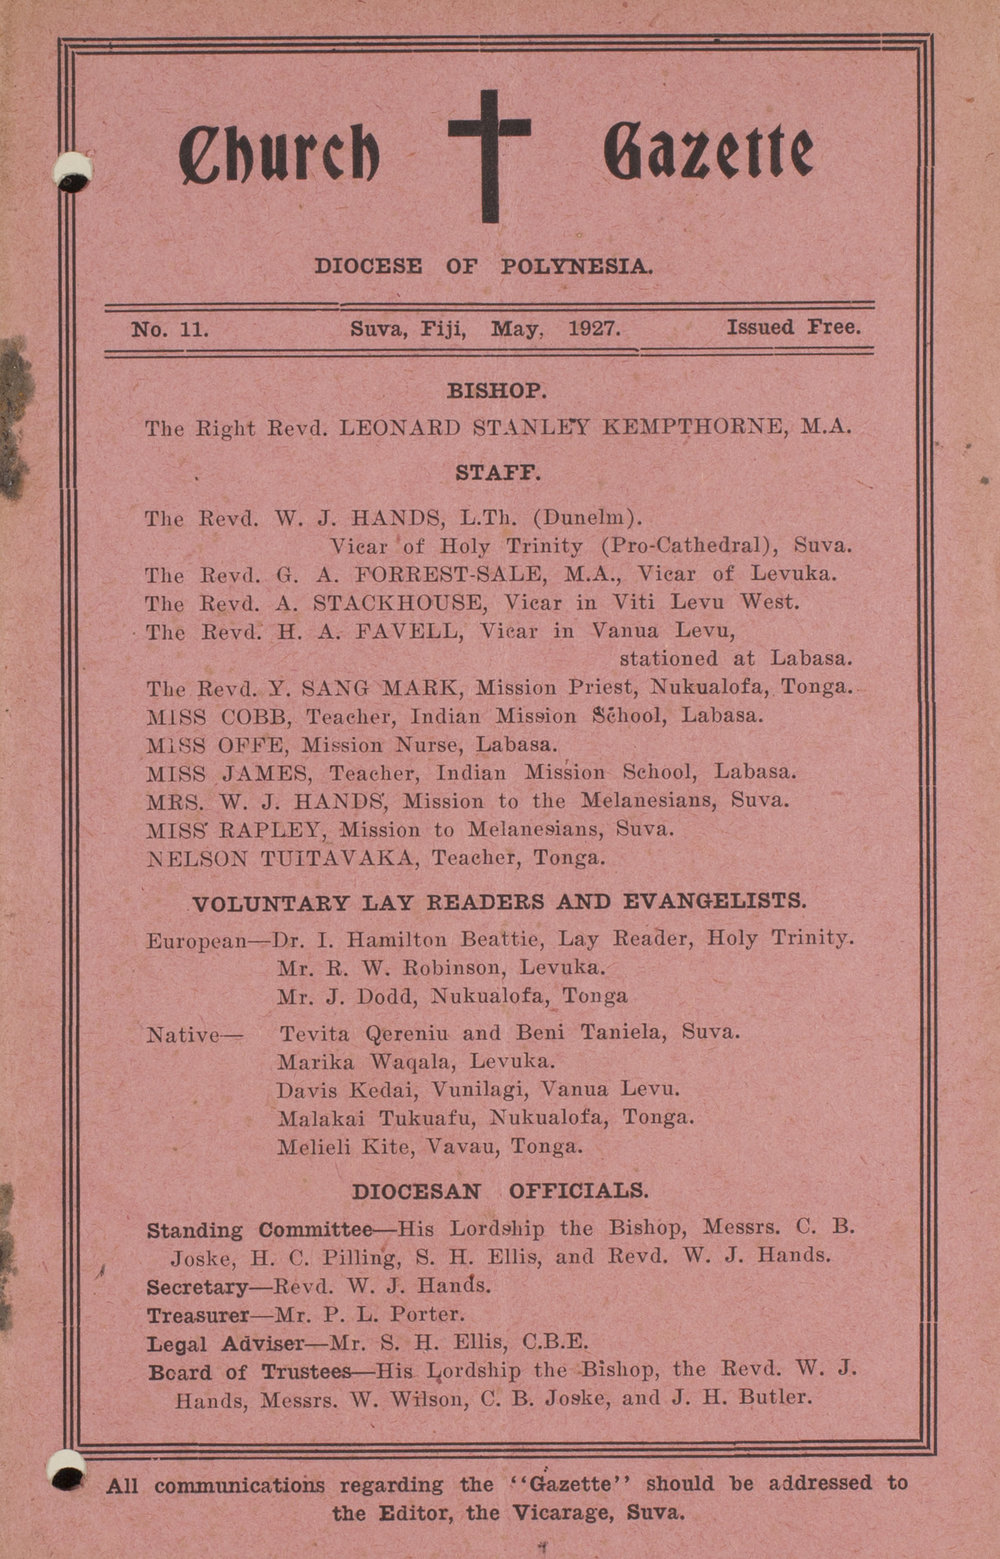 Church Gazette
DIOCESE OF POLYNESIA.
No. 11. Suva, Fiji, May, 1927. Issued Free.
BISHOP.
The Right Revd. LEONARD STANLEY KEMPTHORNE, M.A.
STAFF.
The Revd. W. J. HANDS, L.Th. (Dunelm).
Vicar of Holy Trinity (Pro-Cathedral), Suva.
The Revd. G. A. FORREST-SALE, M.A., Vicar of Levuka.
The Revd. A. STACKHOUSE, Vicar in Viti Levu West.
The Revd. H. A. FAVELL, Vicar in Vanua Levu,
stationed at Labasa.
The Revd. Y. SANG MARK, Mission Priest, Nukualofa, Tonga.
MISS COBB, Teacher, Indian Mission School, Labasa.
MISS OFFE, Mission Nurse, Labasa.
MISS JAMES, Teacher, Indian Mission School, Labasa.
MRS. W. J. HANDS, Mission to the Melanesians, Suva.
MISS RAPLEY, Mission to Melanesians, Suva.
NELSON TUITAVAKA, Teacher, Tonga.
VOLUNTARY LAY READERS AND EVANGELISTS.
European—Dr. I. Hamilton Beattie, Lay Reader, Holy Trinity.
Mr. R. W. Robinson, Levuka.
Mr. J. Dodd, Nukualofa, Tonga
Native— Tevita Qereniu and Beni Taniela, Suva.
Marika Waqala, Levuka.
Davis Kedai, Vunilagi, Vanua Levu.
Malakai Tukuafu, Nukualofa, Tonga.
Melieli Kite, Vavau, Tonga.
DIOCESAN OFFICIALS.
Standing Committee—His Lordship the Bishop, Messrs. C. B.
Joske, H. C. Pilling, S. H. Ellis, and Revd. W. J. Hands.
Secretary—Revd. W. J. Hands.
Treasurer—Mr. P. L. Porter.
Legal Adviser—Mr. S. H. Ellis, C.B.E.
Board of Trustees—His Lordship the Bishop, the Revd. W. J.
Hands, Messrs. W. Wilson, C. B. Joske, and J. H. Butler.
All communications regarding the "Gazette" should be addressed to
the Editor, the Vicarage, Suva.